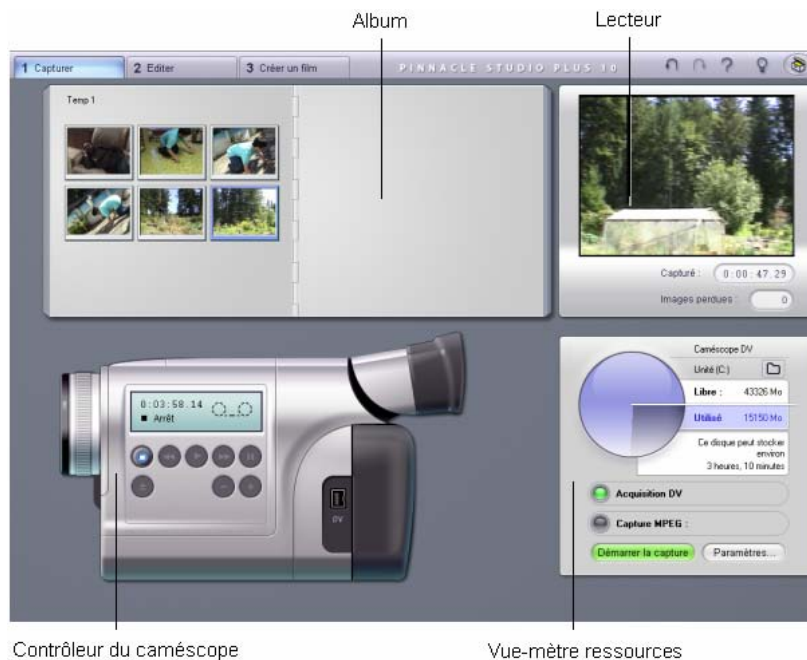 Album
Lecteur
1 Capturer
2 Editer
3 Créer un film
PINNACLE STUDIO PLUS 10
Temp 1
Capturé : 0:00:47.29
Images perdues : 0
Caméscope DV
Unité (C:)
Libre : 43326 Mo
Utilisé 15150 Mo
Ce disque peut stocker
environ
3 heures, 10 minutes
0:03:58.14
Arrêt
DV
Acquisition DV
Capture MPEG :
Démarrer la capture
Paramètres...
Contrôleur du caméscope
Vue-mètre ressources